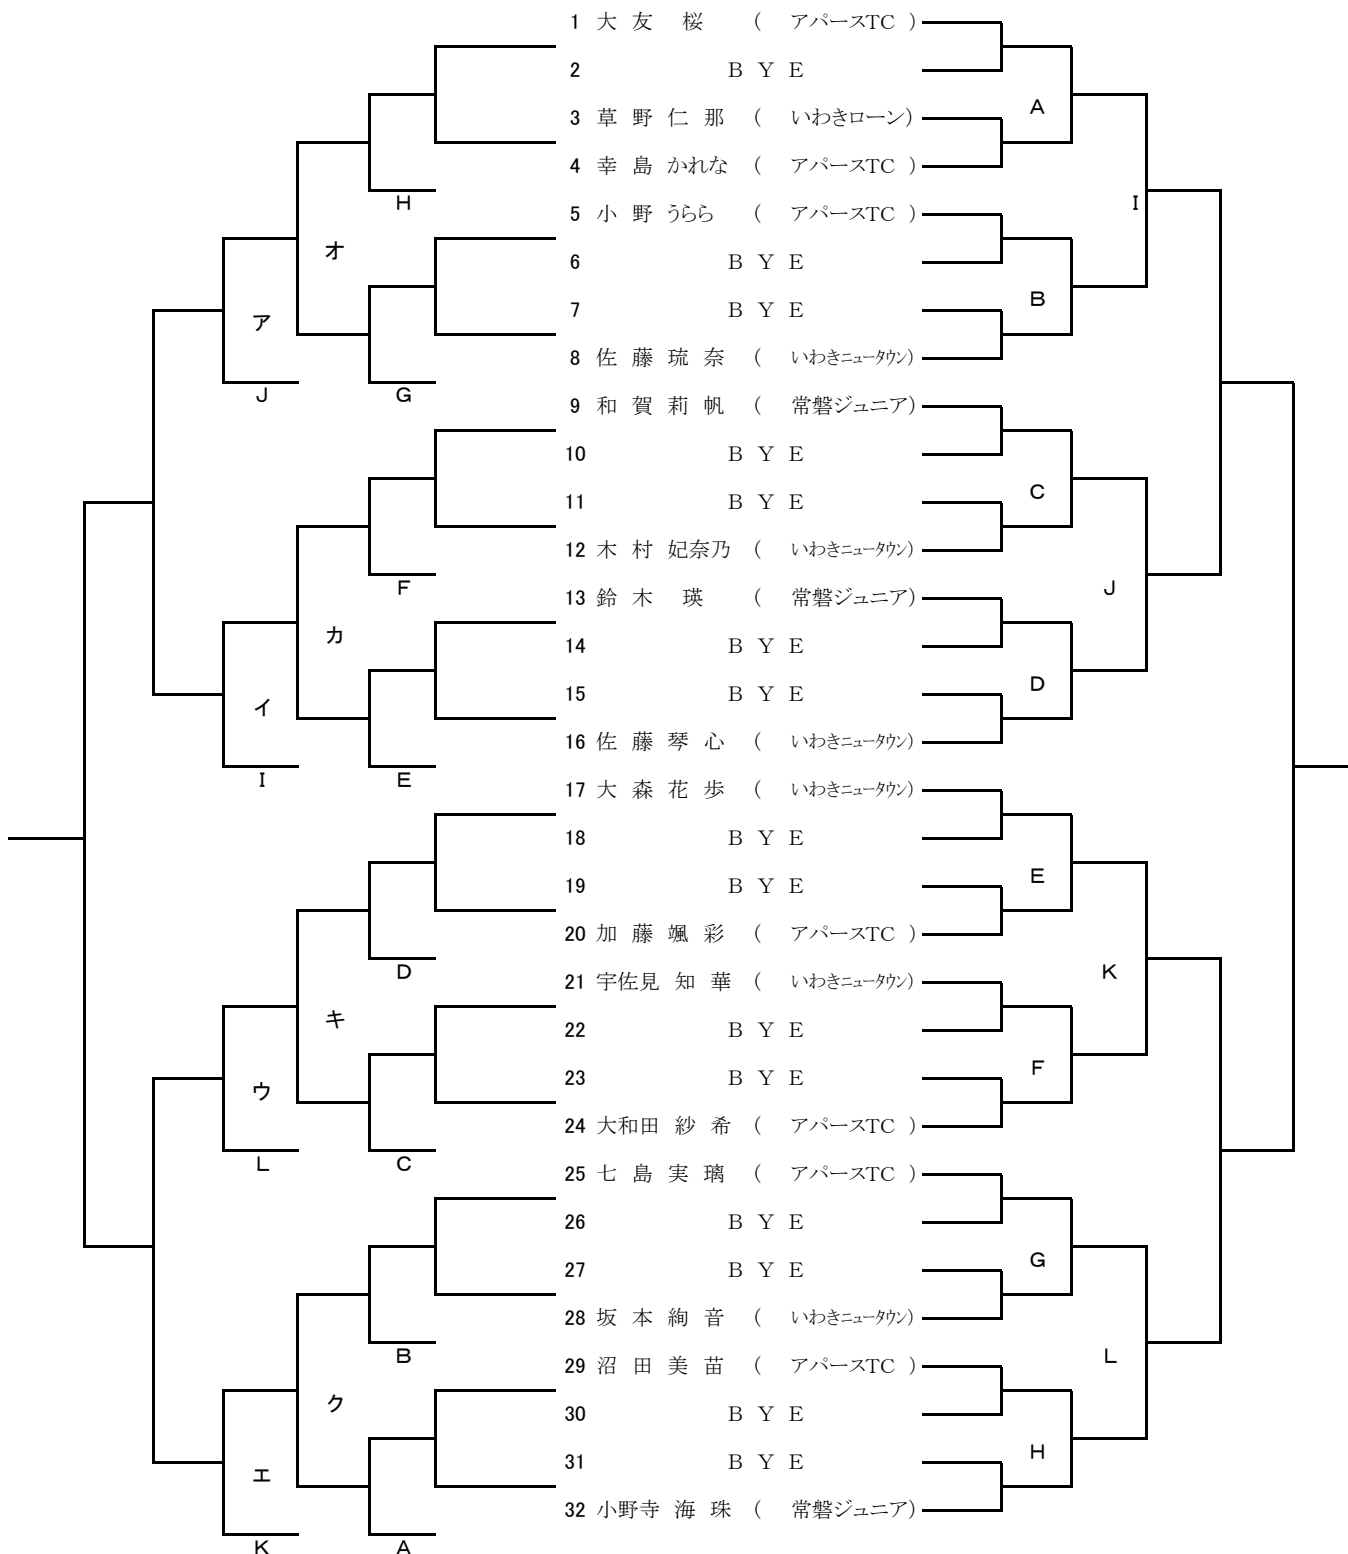 1 大 友 桜 ( アパースTC )
2 B Y E
A
3 草 野 仁 那 ( いわきローン)
4 幸 島 かれな ( アパースTC )
H
I
5 小 野 うらら ( アパースTC )
オ
6 B Y E
B
7 B Y E
ア
8 佐 藤 琉 奈 ( いわきニュータウン)
J
G
9 和 賀 莉 帆 ( 常磐ジュニア)
10 B Y E
C
11 B Y E
12 木 村 妃奈乃 ( いわきニュータウン)
F
J
13 鈴 木 瑛 ( 常磐ジュニア)
カ
14 B Y E
D
15 B Y E
イ
16 佐 藤 琴 心 ( いわきニュータウン)
I
E
17 大 森 花 歩 ( いわきニュータウン)
18 B Y E
E
19 B Y E
20 加 藤 颯 彩 ( アパースTC )
D
K
21 宇佐見 知 華 ( いわきニュータウン)
キ
22 B Y E
F
23 B Y E
ウ
24 大和田 紗 希 ( アパースTC )
L
C
25 七 島 実 璃 ( アパースTC )
26 B Y E
G
27 B Y E
28 坂 本 絢 音 ( いわきニュータウン)
B
L
29 沼 田 美 苗 ( アパースTC )
ク
30 B Y E
H
31 B Y E
エ
32 小野寺 海 珠 ( 常磐ジュニア)
K
A